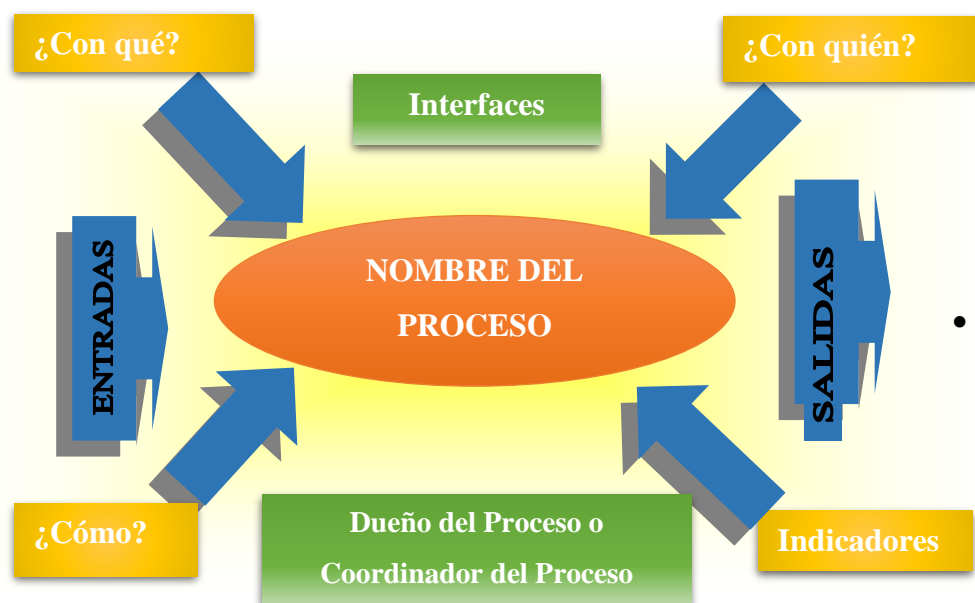 ¿Con qué?
¿Con quién?
Interfaces
ENTRADAS
NOMBRE DEL
PROCESO
SALIDAS
•
¿Cómo?
Dueño del Proceso o
Coordinador del Proceso
Indicadores